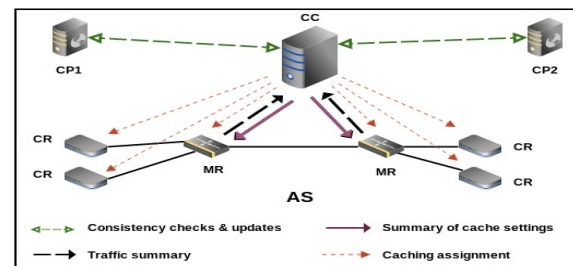 CC
CP1
CP2
CR
CR
MR
MR
CR
CR
AS
Consistency checks & updates
Summary of cache settings
Traffic summary
Caching assignment